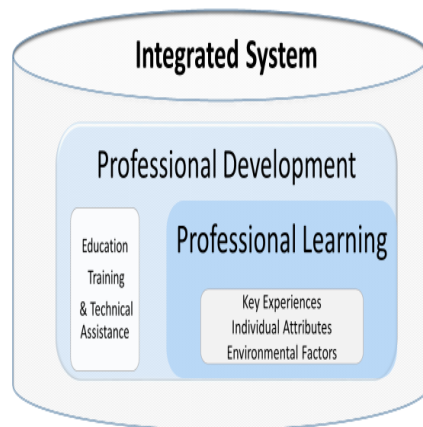 Integrated System
Professional Development
Education
Training
& Technical
Assistance
Professional Learning
Key Experiences
Individual Attributes
Environmental Factors